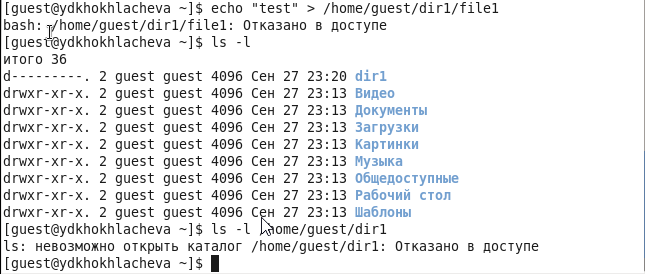 [guest@ydkhokhlacheva ~]$ echo "test" > /home/guest/dir1/file1
bash: /home/guest/dir1/file1: Отказано в доступе
[guest@ydkhokhlacheva ~]$ ls -l
итого 36
d---------. 2 guest guest 4096 Сен 27 23:20 dir1
drwxr-xr-x. 2 guest guest 4096 Сен 27 23:13 Видео
drwxr-xr-x. 2 guest guest 4096 Сен 27 23:13 Документы
drwxr-xr-x. 2 guest guest 4096 Сен 27 23:13 Загрузки
drwxr-xr-x. 2 guest guest 4096 Сен 27 23:13 Картинки
drwxr-xr-x. 2 guest guest 4096 Сен 27 23:13 Музыка
drwxr-xr-x. 2 guest guest 4096 Сен 27 23:13 Общедоступные
drwxr-xr-x. 2 guest guest 4096 Сен 27 23:13 Рабочий стол
drwxr-xr-x. 2 guest guest 4096 Сен 27 23:13 Шаблоны
[guest@ydkhokhlacheva ~]$ ls -l /home/guest/dir1
ls: невозможно открыть каталог /home/guest/dir1: Отказано в доступе
[guest@ydkhokhlacheva ~]$